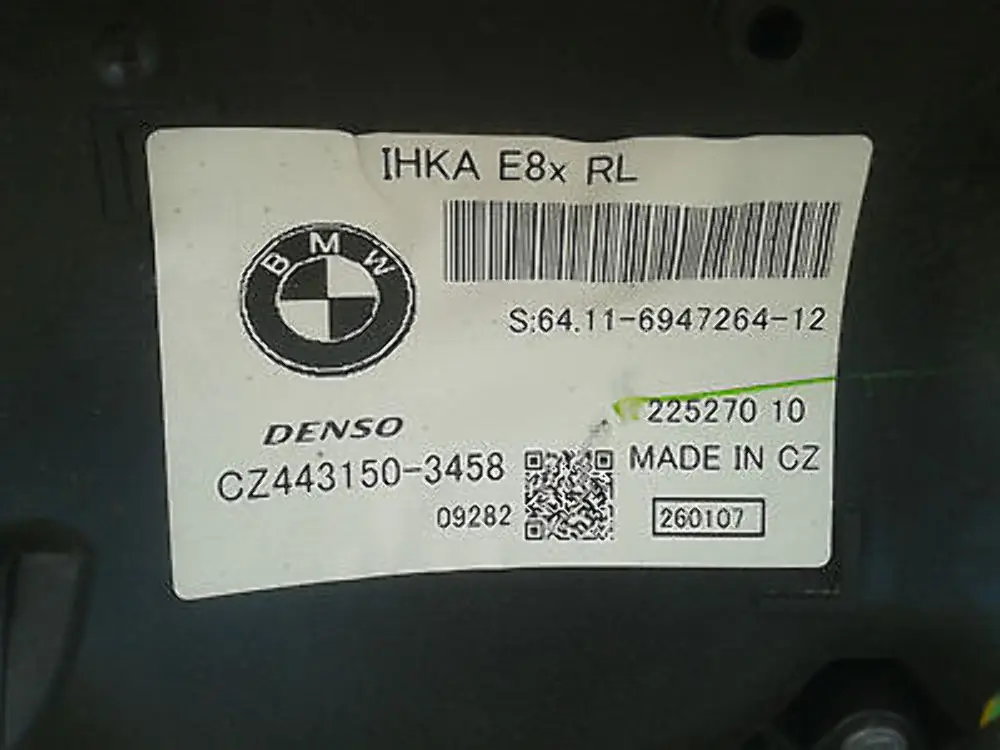 IHKA E8x RL
BMW
S:64.11-6947264-12
225270 10
DENSO
MADE IN CZ
CZ443150-3458
09282
260107